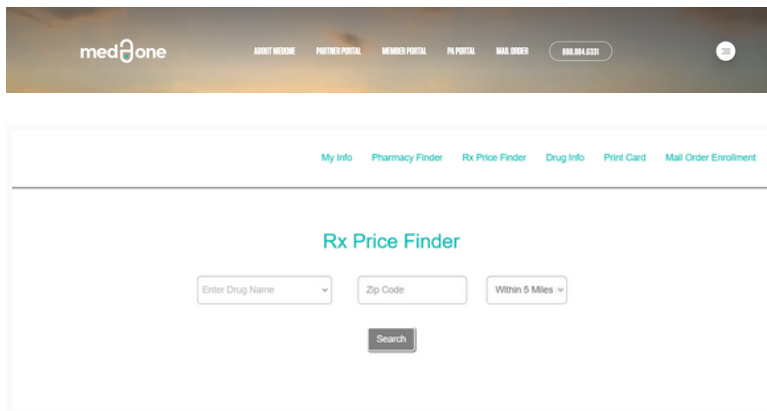 med one
ABOUT MEDONE PARTNER PORTAL MEMBER PORTAL PA PORTAL MAIL ORDER 888.884.6331
My Info Pharmacy Finder Rx Price Finder Drug Info Print Card Mail Order Enrollment
Rx Price Finder
Enter Drug Name Zip Code Within 5 Miles
Search